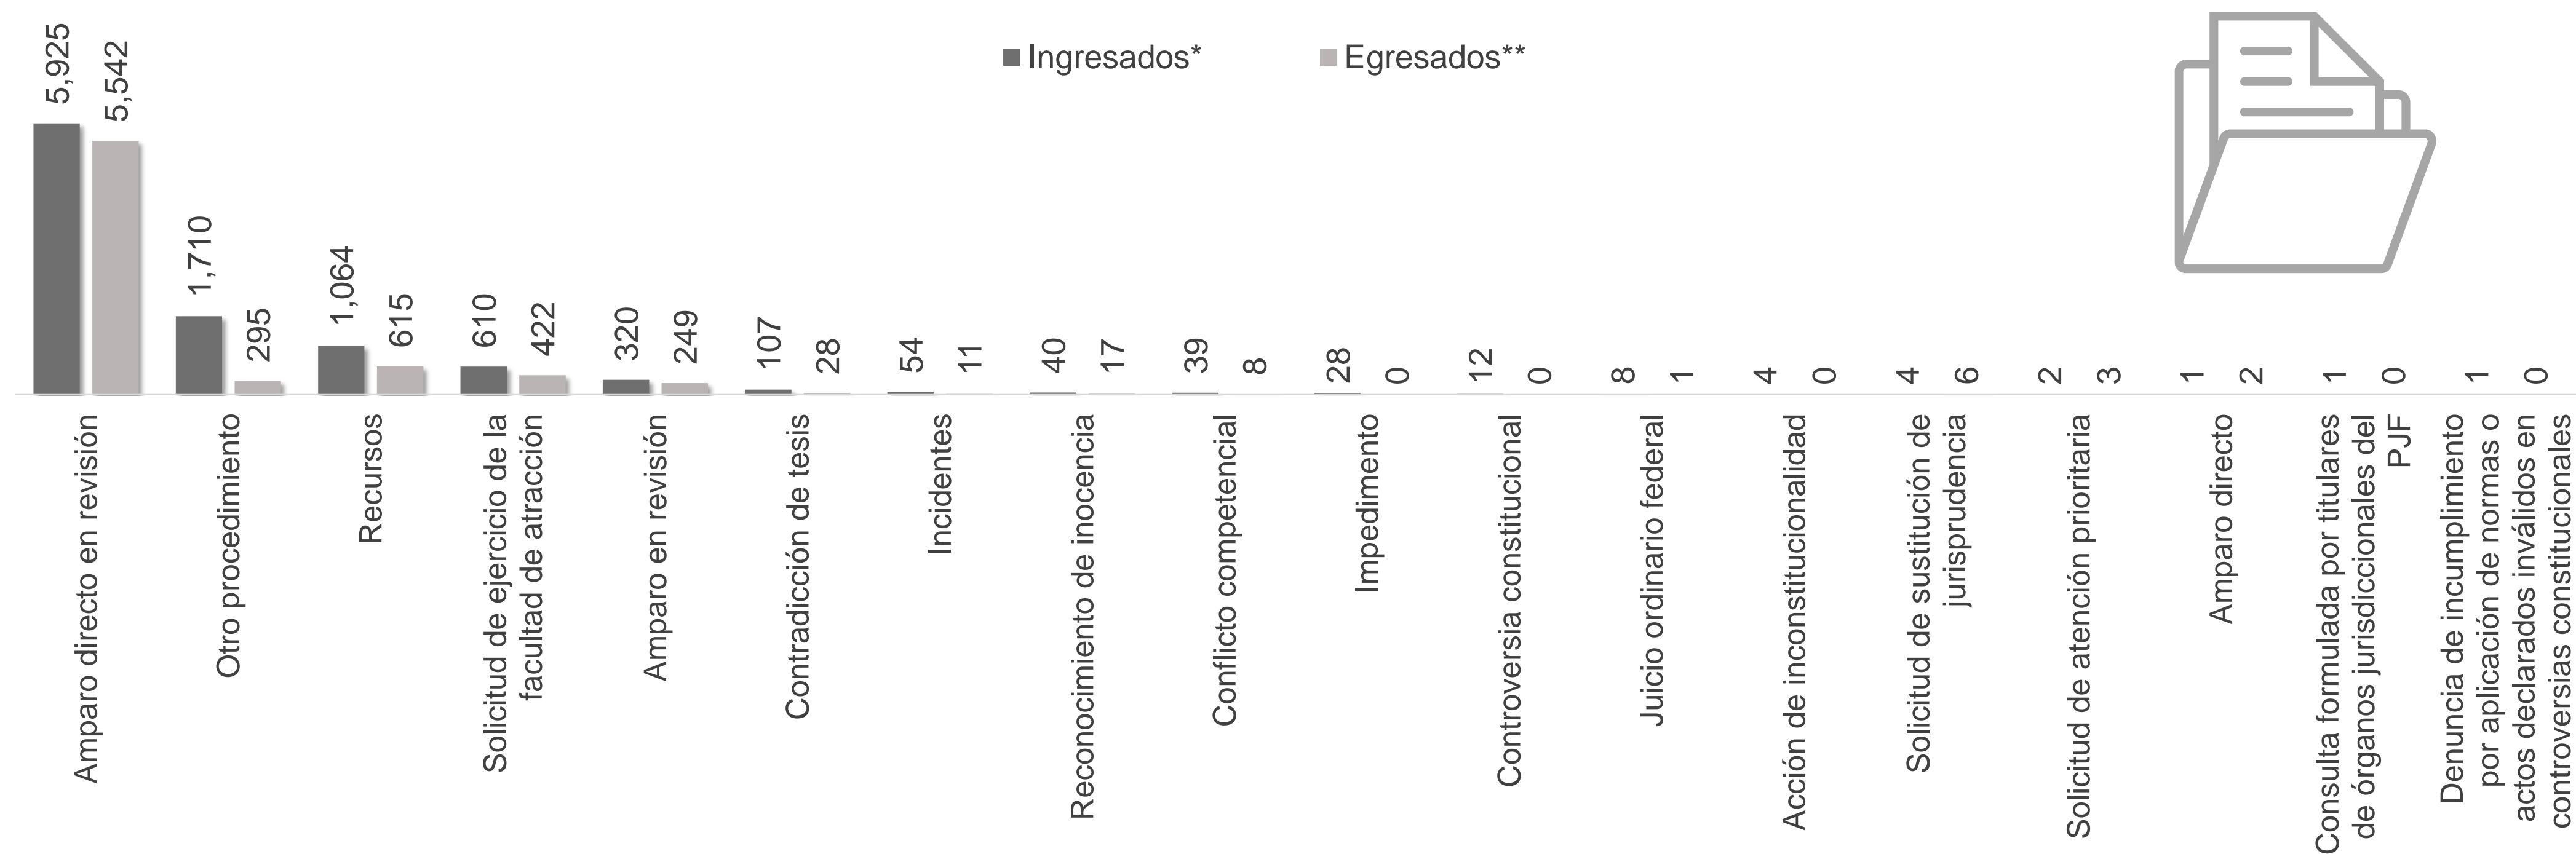 Ingresados*
Egresados**
5,925
5,542
1,710
295
1,064
615
610
422
320
249
107
28
54
11
40
17
39
8
28
0
12
0
8
1
4
0
4
6
2
3
1
2
1
0
1
0
Amparo directo en revisión
Otro procedimiento
Recursos
Solicitud de ejercicio de la
facultad de atracción
Amparo en revisión
Contradicción de tesis
Incidentes
Reconocimiento de inocencia
Conflicto competencial
Impedimento
Controversia constitucional
Juicio ordinario federal
Acción de inconstitucionalidad
Solicitud de sustitución de
jurisprudencia
Solicitud de atención prioritaria
Amparo directo
Consulta formulada por titulares
de órganos jurisdiccionales del
PJF
Denuncia de incumplimiento
por aplicación de normas o
actos declarados inválidos en
controversias constitucionales